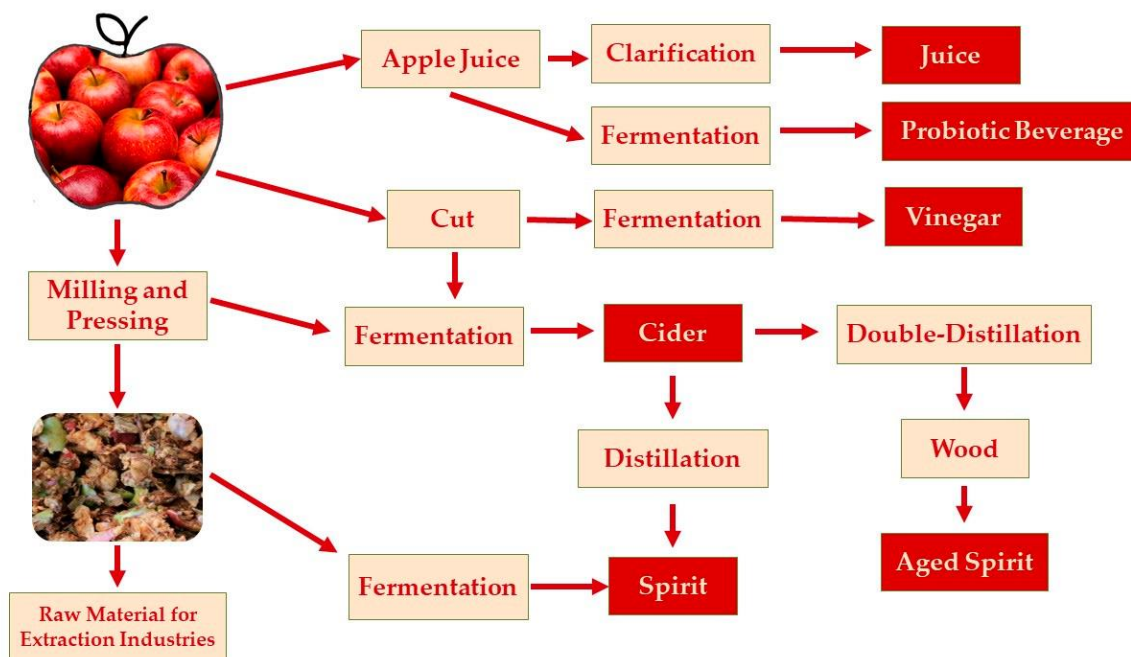 Apple Juice
Clarification
Juice
Fermentation
Probiotic Beverage
Cut
Fermentation
Vinegar
Milling and
Pressing
Fermentation
Cider
Double-Distillation
Distillation
Wood
Fermentation
Spirit
Aged Spirit
Raw Material for
Extraction Industries